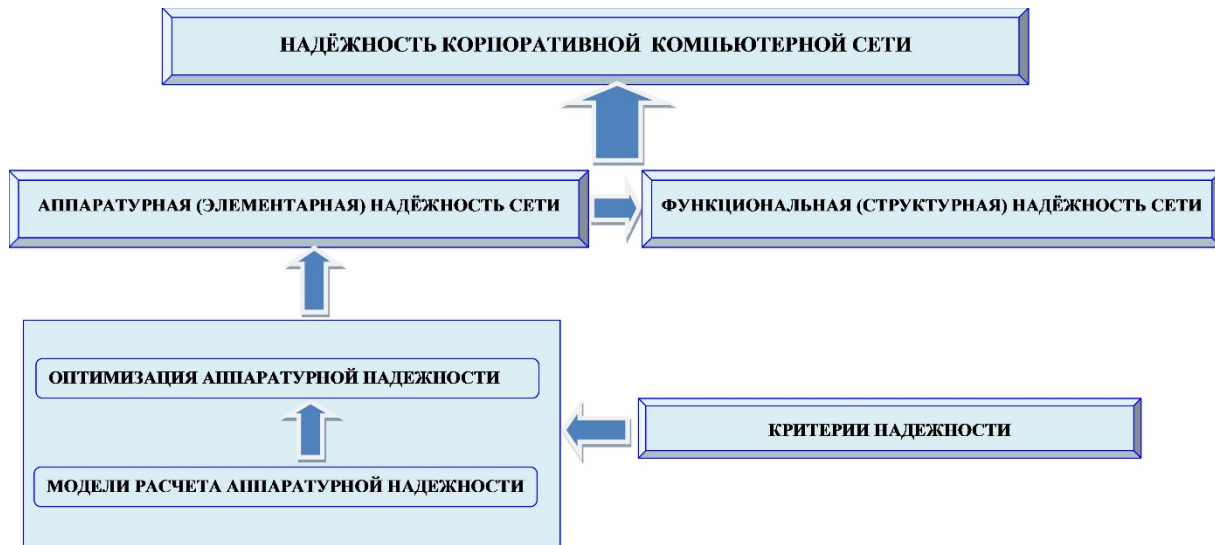 НАДЁЖНОСТЬ КОРПОРАТИВНОЙ КОМПЬЮТЕРНОЙ СЕТИ
АППАРАТУРНАЯ (ЭЛЕМЕНТАРНАЯ) НАДЁЖНОСТЬ СЕТИ
ФУНКЦИОНАЛЬНАЯ (СТРУКТУРНАЯ) НАДЁЖНОСТЬ СЕТИ
ОПТИМИЗАЦИЯ АППАРАТУРНОЙ НАДЕЖНОСТИ
КРИТЕРИИ НАДЕЖНОСТИ
МОДЕЛИ РАСЧЕТА АППАРАТУРНОЙ НАДЕЖНОСТИ